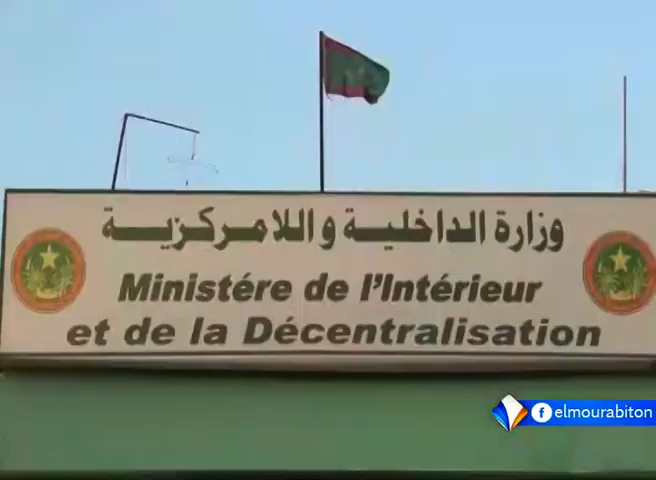 وزارة الداخلية واللامركزية
Ministére de l'Intérieur
et de la Décentralisation
elmourabiton